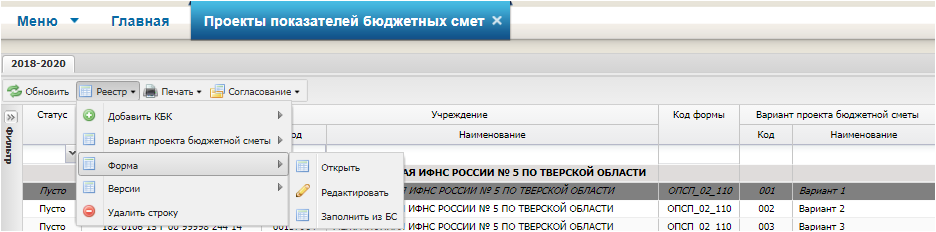 Меню Главная Проекты показателей бюджетных смет
2018-2020
Обновить Реестр Печать Согласование
Фильтр
Статус Учреждение Код формы Вариант проекта бюджетной сметы
Код Наименование Код Наименование
Добавить КБК
Вариант проекта бюджетной сметы
Форма
Версии
Удалить строку
Открыть
Редактировать
Заполнить из БС
АЯ ИФНС РОССИИ № 5 ПО ТВЕРСКОЙ ОБЛАСТИ
Пусто ИФНС РОССИИ № 5 ПО ТВЕРСКОЙ ОБЛАСТИ ОПСП_02_110 001 Вариант 1
Пусто ИФНС РОССИИ № 5 ПО ТВЕРСКОЙ ОБЛАСТИ ОПСП_02_110 002 Вариант 2
Пусто ИФНС РОССИИ № 5 ПО ТВЕРСКОЙ ОБЛАСТИ ОПСП_02_110 003 Вариант 3